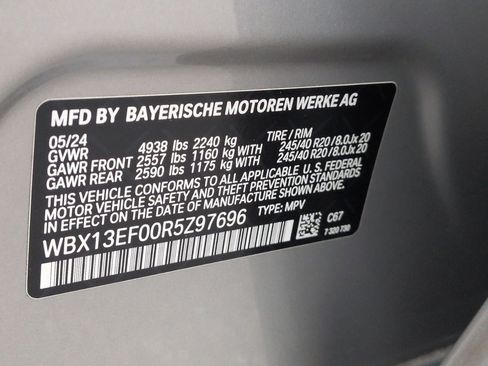 MFD BY BAYERISCHE MOTOREN WERKE AG
05/24
GVWR 4938 lbs 2240 kg TIRE / RIM
GAWR FRONT 2557 lbs 1160 kg WITH 245/40 R20 / 8.0Jx 20
GAWR REAR 2590 lbs 1175 kg WITH 245/40 R20 / 8.0Jx 20
THIS VEHICLE CONFORMS TO ALL APPLICABLE U.S. FEDERAL
MOTOR VEHICLE SAFETY AND THEFT PREVENTION STANDARDS
IN EFFECT ON THE DATE OF MANUFACTURE SHOWN ABOVE.
WBX13EF00R5Z97696 TYPE: MPV
C67
7 320 730